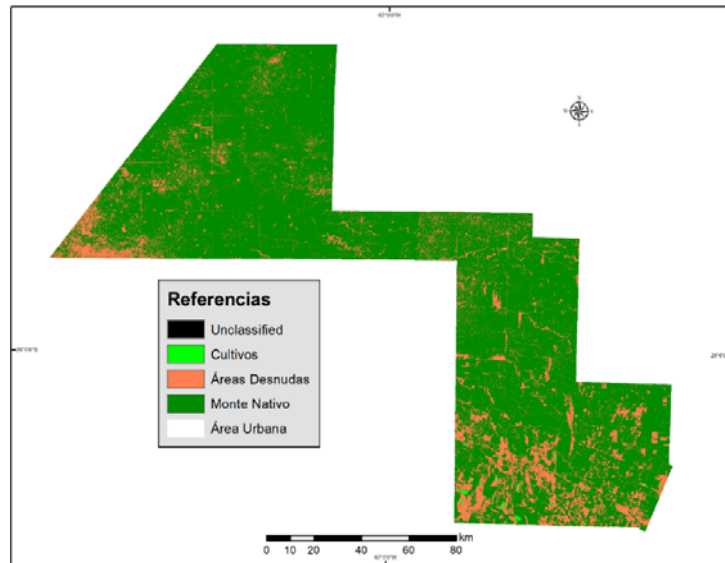 Referencias
Unclassified
Cultivos
Áreas Desnudas
Monte Nativo
Área Urbana
km
0 10 20 40 60 80